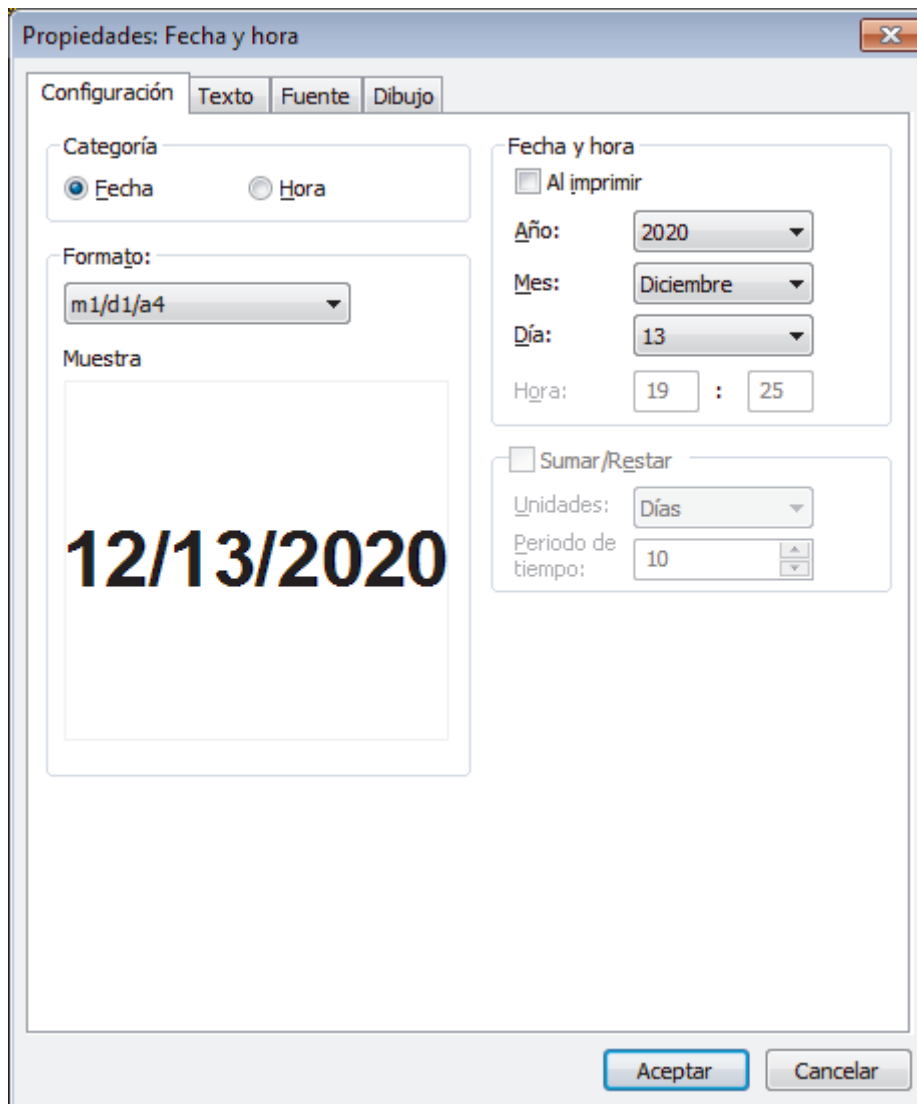 Propiedades: Fecha y hora
Configuración Texto Fuente Dibujo
Categoría
Fecha Hora
Formato:
m1/d1/a4
Muestra
12/13/2020
Fecha y hora
Al imprimir
Año: 2020
Mes: Diciembre
Día: 13
Hora: 19 : 25
Sumar/Restar
Unidades: Días
Periodo de
tiempo: 10
Aceptar Cancelar